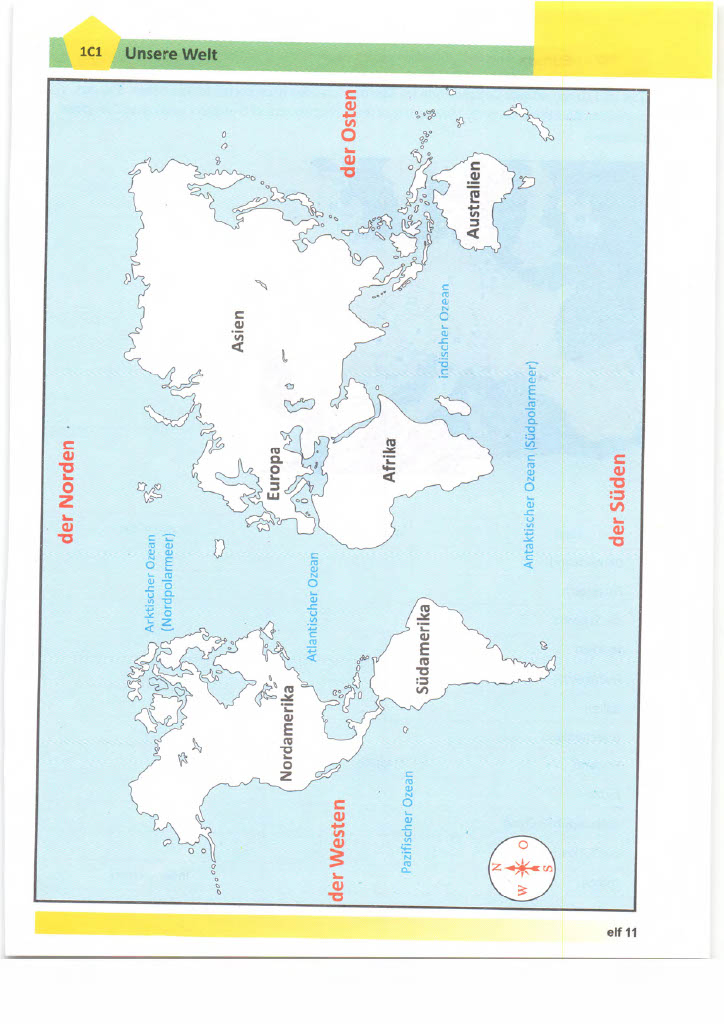 1C1 Unsere Welt
der Norden
Arktischer Ozean
(Nordpolarmeer)
Asien
Europa
Nordamerika
Atlantischer Ozean
der Westen
der Osten
Afrika
Pazifischer Ozean
Südamerika
indischer Ozean
Australien
Antaktischer Ozean (Südpolarmeer)
der Süden
N
W O
S
elf 11